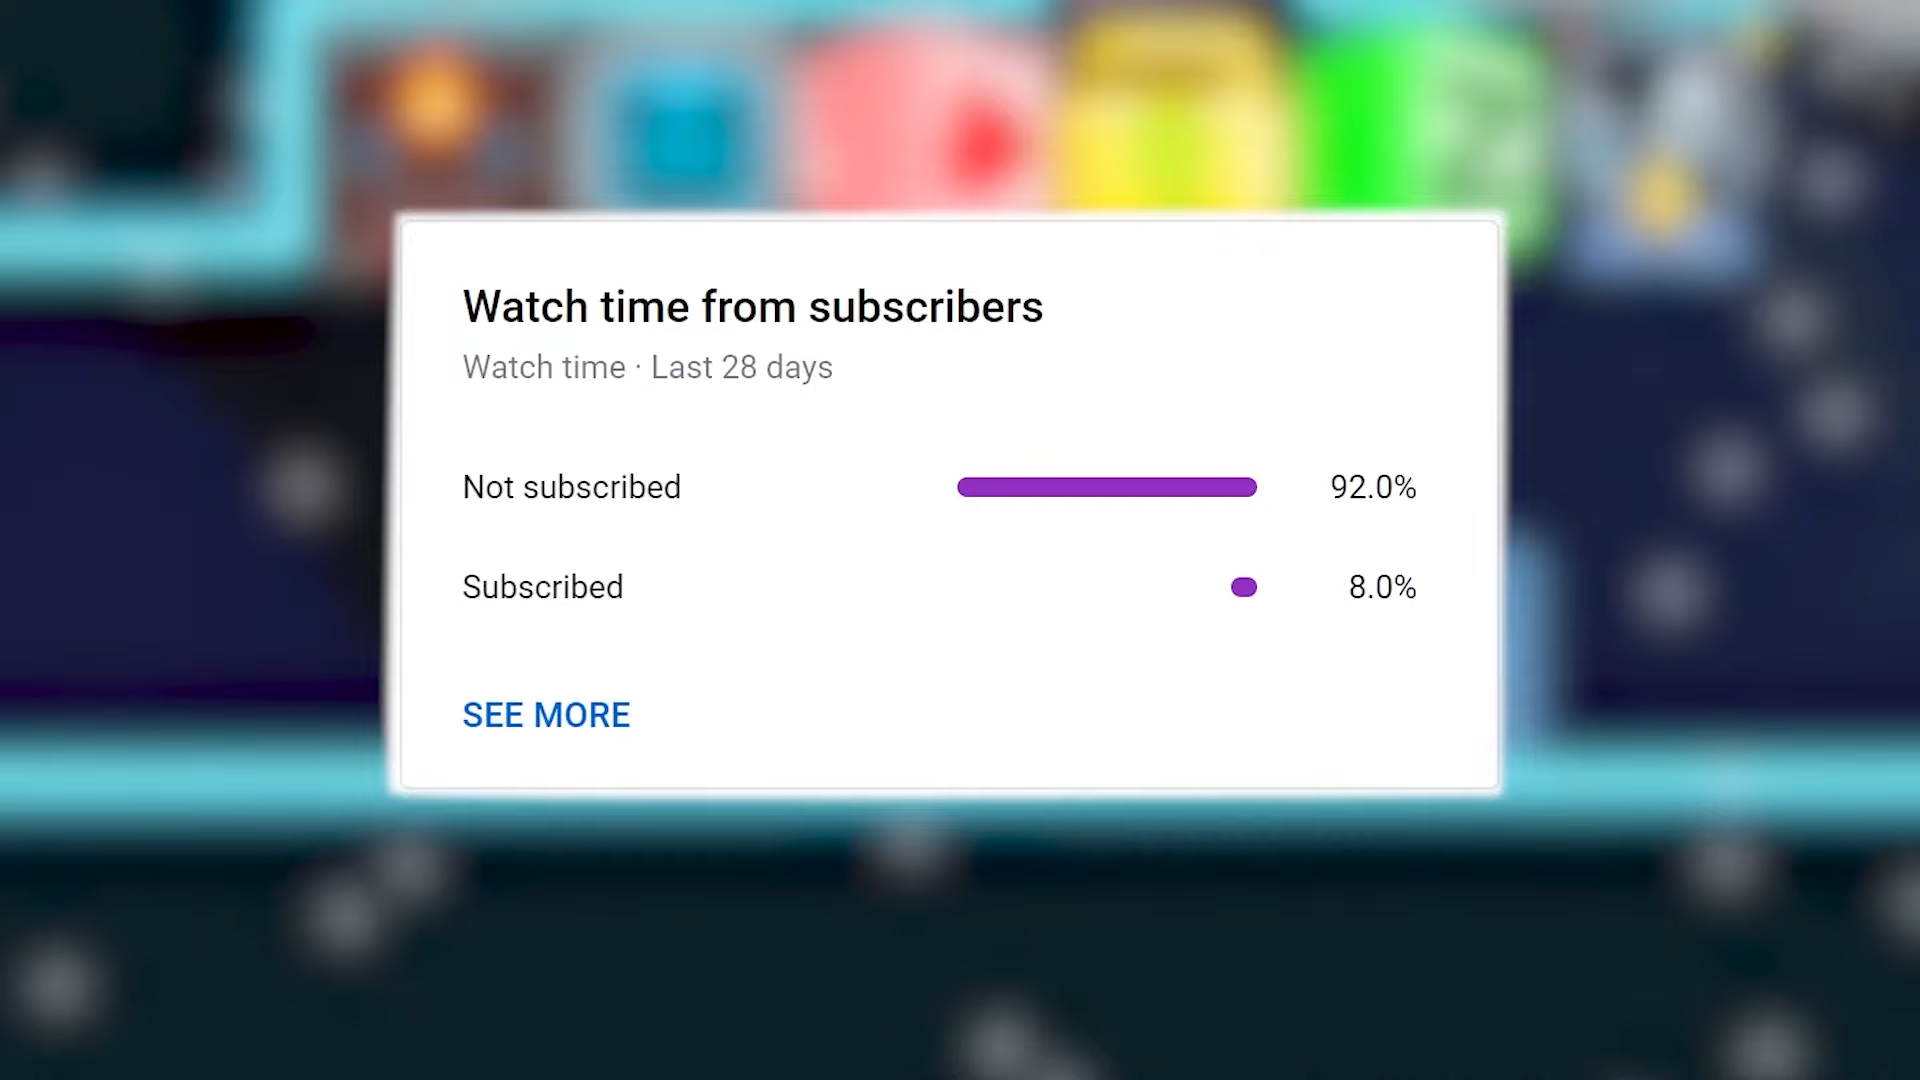 Watch time from subscribers
Watch time · Last 28 days
Not subscribed 92.0%
Subscribed 8.0%
SEE MORE